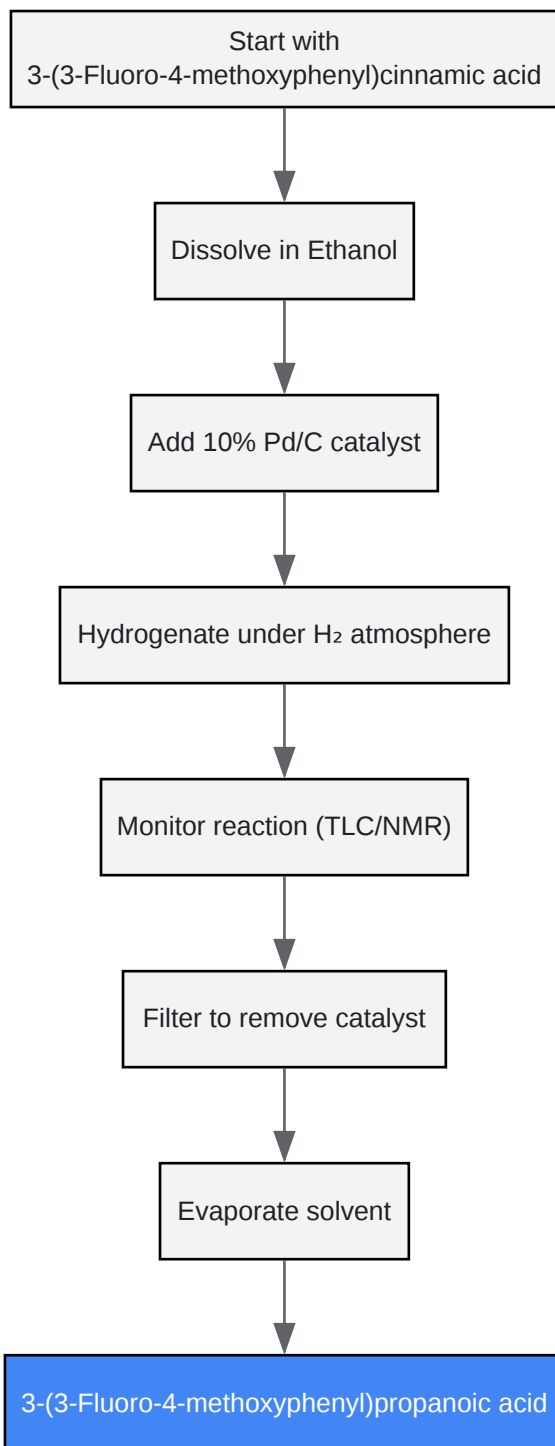 Start with
3-(3-Fluoro-4-methoxyphenyl)cinnamic acid
Dissolve in Ethanol
Add 10% Pd/C catalyst
Hydrogenate under H₂ atmosphere
Monitor reaction (TLC/NMR)
Filter to remove catalyst
Evaporate solvent
3-(3-Fluoro-4-methoxyphenyl)propanoic acid